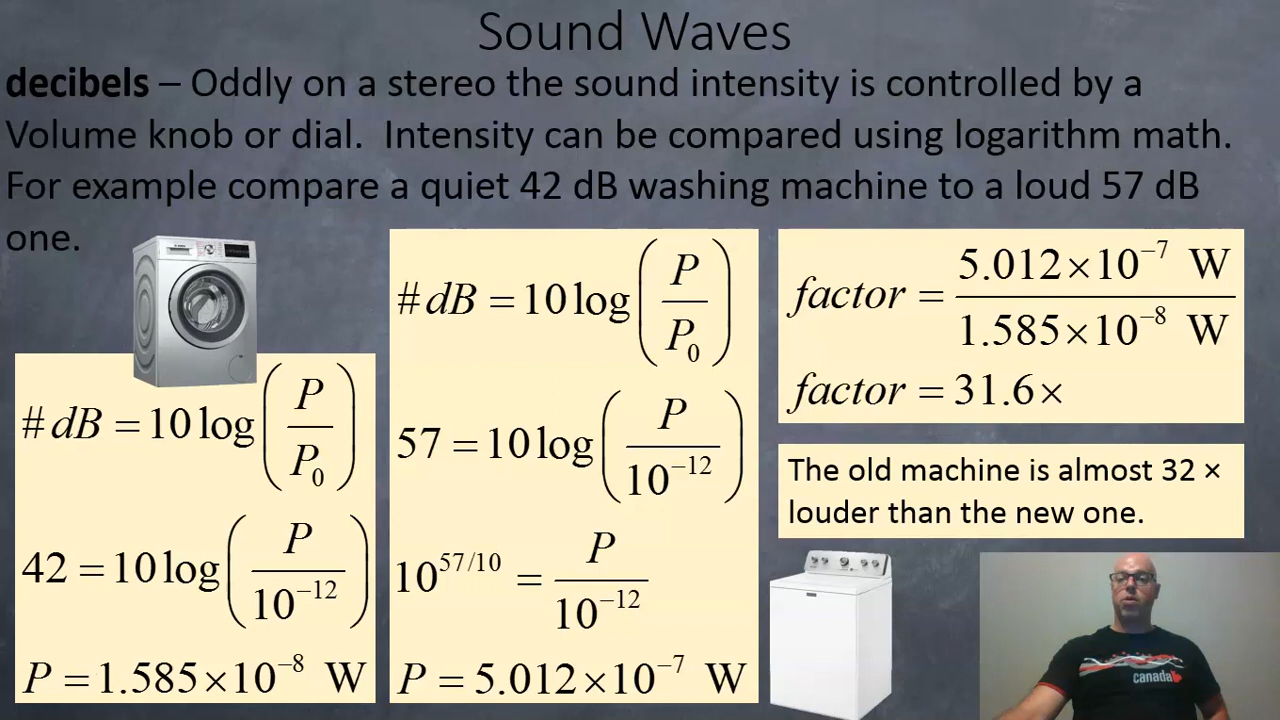 Sound Waves
decibels – Oddly on a stereo the sound intensity is controlled by a
Volume knob or dial. Intensity can be compared using logarithm math.
For example compare a quiet 42 dB washing machine to a loud 57 dB
one.
#dB = 10 log(P/P₀)
42 = 10 log(P/10⁻¹²)
P = 1.585×10⁻⁸ W
#dB = 10 log(P/P₀)
57 = 10 log(P/10⁻¹²)
10^57/10 = P/10⁻¹²
P = 5.012×10⁻⁷ W
factor = 5.012×10⁻⁷ W / 1.585×10⁻⁸ W
factor = 31.6×
The old machine is almost 32 ×
louder than the new one.
canada